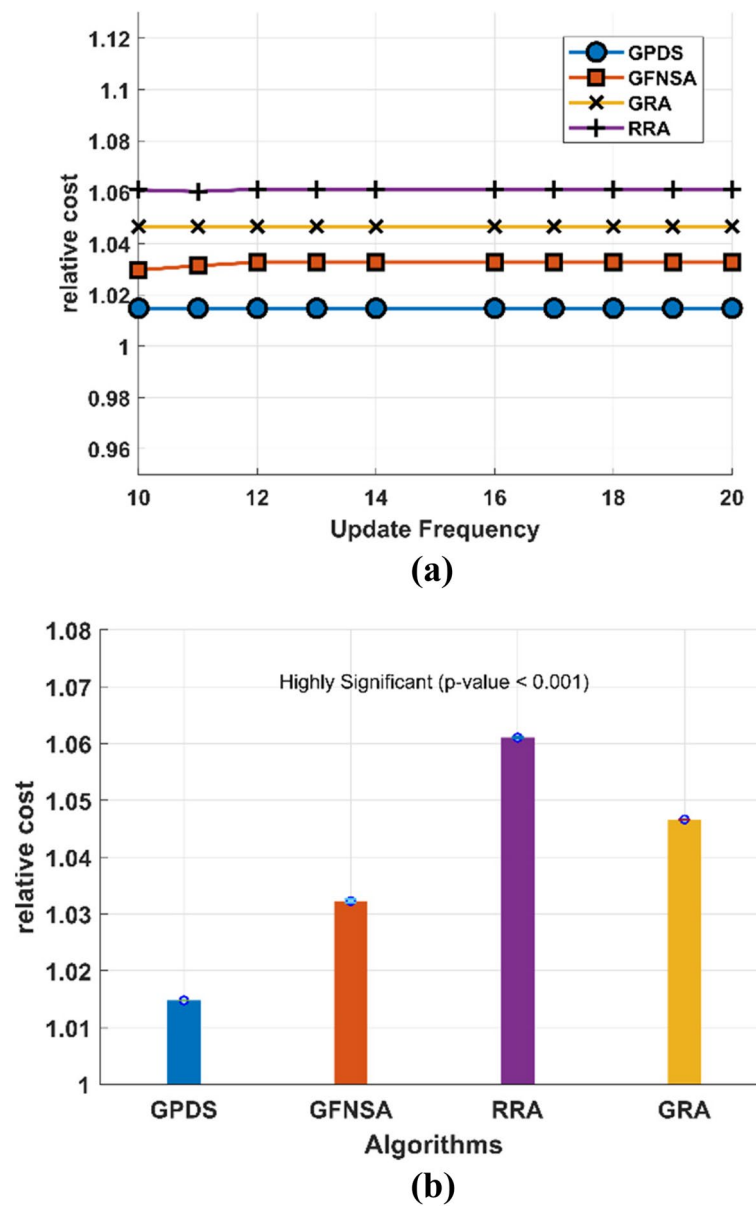 1.12
1.1
1.08
1.06
1.04
1.02
1
0.98
0.96
relative cost
GPDS
GFNSA
GRA
RRA
10 12 14 16 18 20
Update Frequency
(a)
1.08
1.07
1.06
1.05
1.04
1.03
1.02
1.01
1
relative cost
Highly Significant (p-value < 0.001)
GPDS GFNSA RRA GRA
Algorithms
(b)